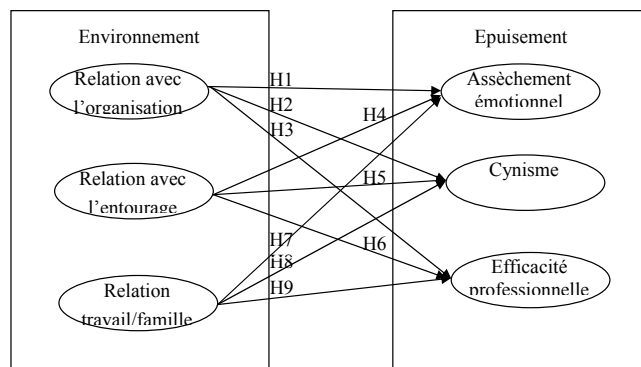 Environnement
Relation avec
l'organisation
Relation avec
l'entourage
Relation
travail/famille
H1
H2
H3
H4
H5
H6
H7
H8
H9
Epuisement
Assèchement
émotionnel
Cynisme
Efficacité
professionnelle